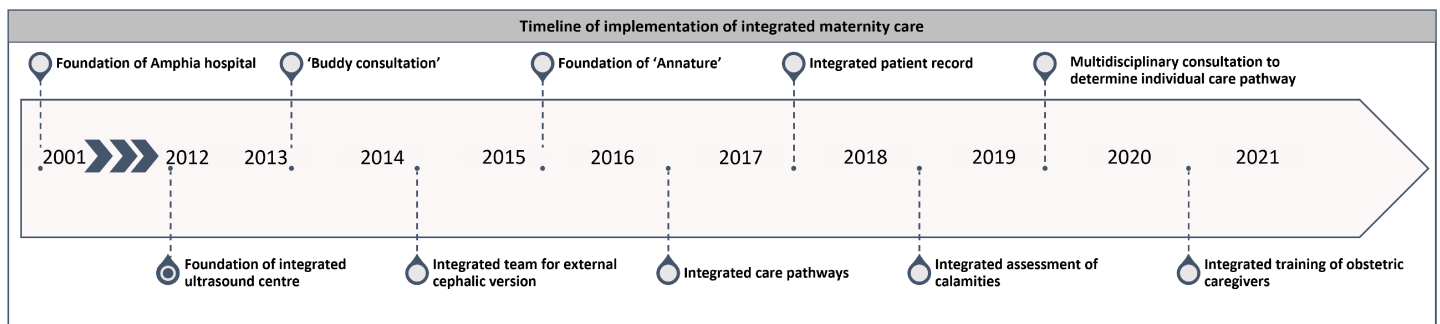 Timeline of implementation of integrated maternity care
Foundation of Amphia hospital
‘Buddy consultation’
Foundation of ‘Annature’
Integrated patient record
Multidisciplinary consultation to
determine individual care pathway
2001
2012
2013
2014
2015
2016
2017
2018
2019
2020
2021
Foundation of integrated
ultrasound centre
Integrated team for external
cephalic version
Integrated care pathways
Integrated assessment of
calamities
Integrated training of obstetric
caregivers